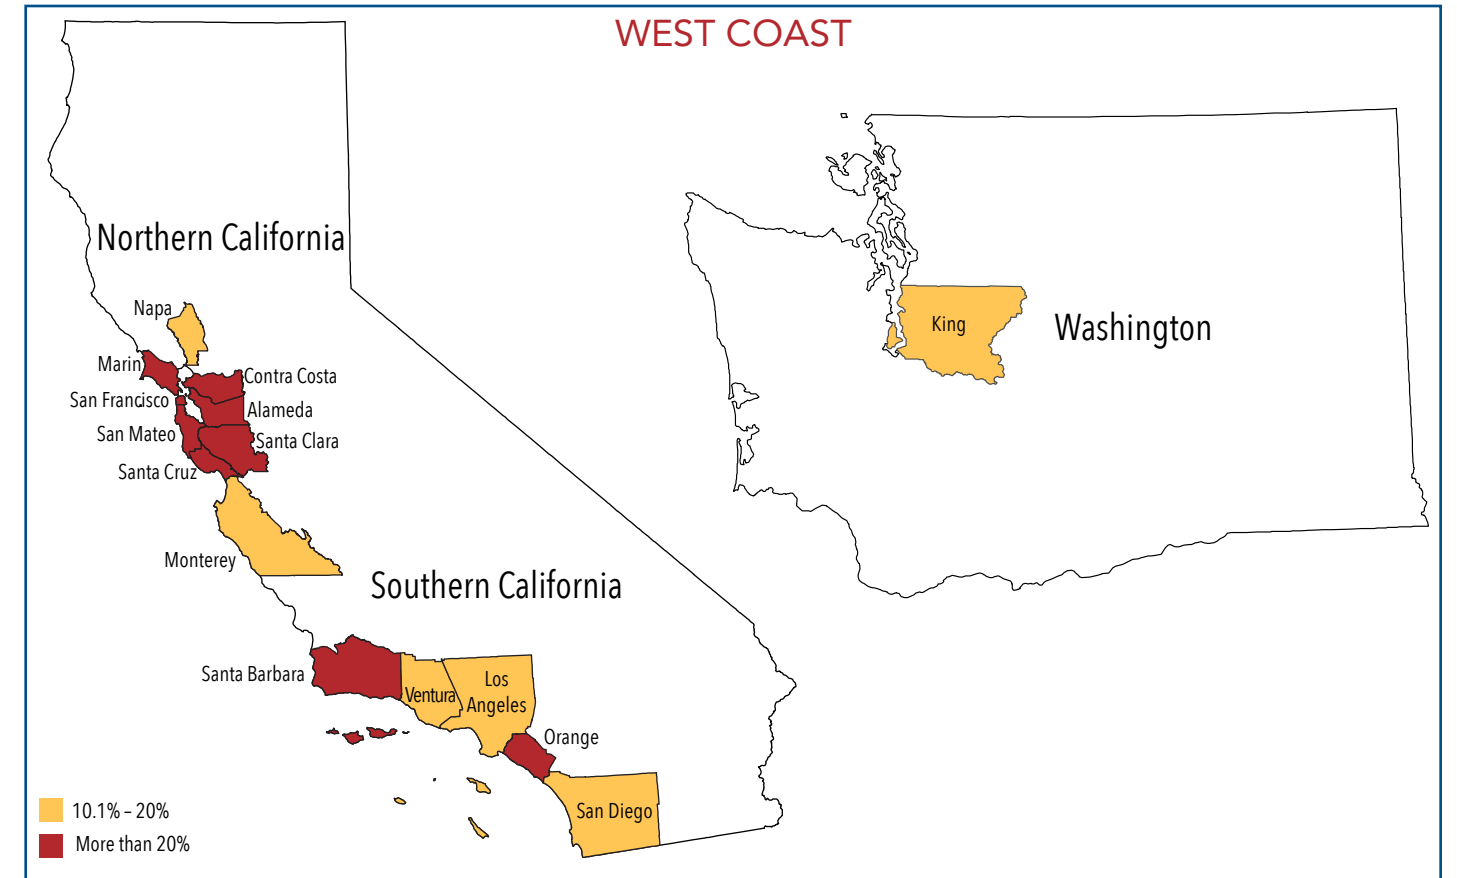 WEST COAST
Northern California
Napa
Marin
Contra Costa
San Francisco
Alameda
San Mateo
Santa Clara
Santa Cruz
Monterey
Southern California
Santa Barbara
Ventura
Los
Angeles
Orange
San Diego
King
Washington
10.1% – 20%
More than 20%